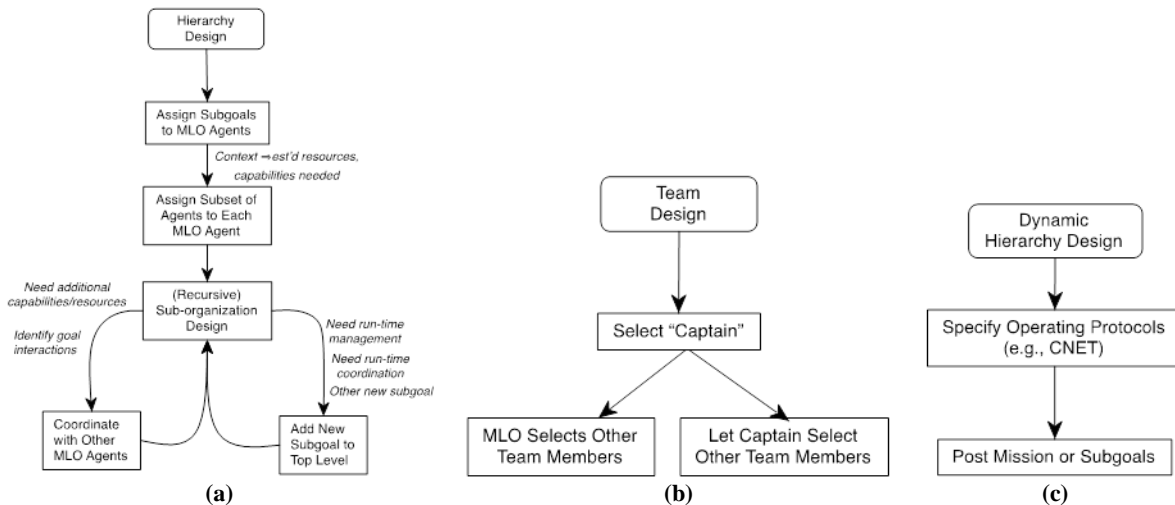 Hierarchy
Design
Assign Subgoals
to MLO Agents
Context ⇒ est'd resources,
capabilities needed
Assign Subset of
Agents to Each
MLO Agent
Need additional
capabilities/resources
Identify goal
interactions
(Recursive)
Sub-organization
Design
Need run-time
management
Need run-time
coordination
Other new subgoal
Coordinate
with Other
MLO Agents
Add New
Subgoal to
Top Level
(a)
Team
Design
Select “Captain”
MLO Selects Other
Team Members
Let Captain Select
Other Team Members
(b)
Dynamic
Hierarchy Design
Specify Operating Protocols
(e.g., CNET)
Post Mission or Subgoals
(c)